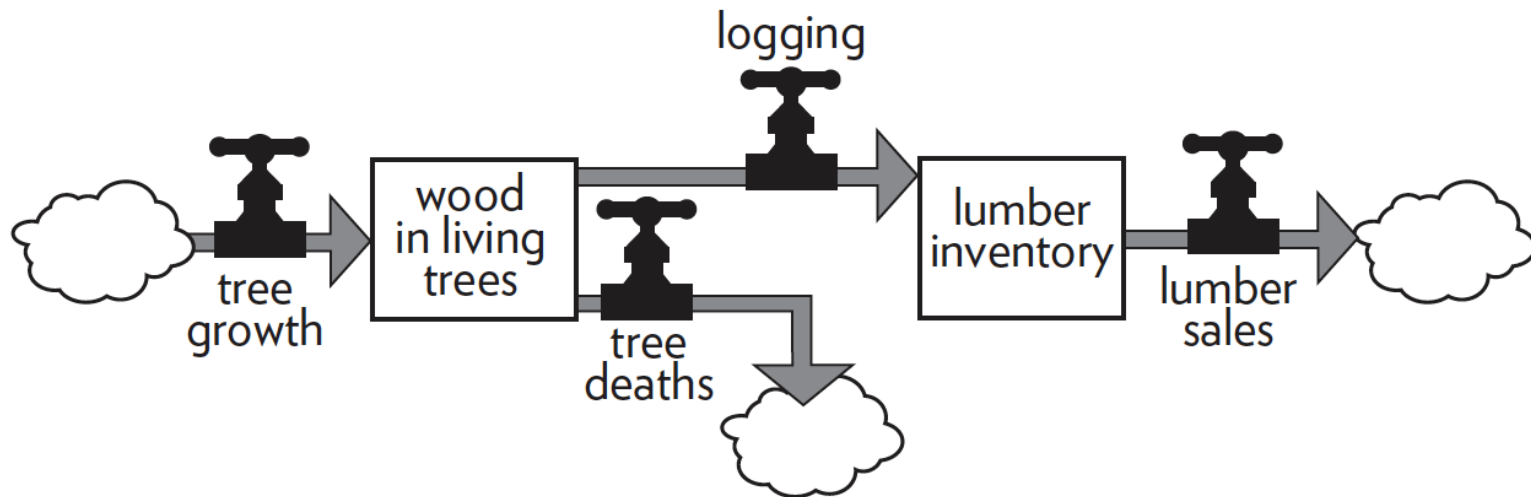 logging
tree
growth
wood
in living
trees
tree
deaths
lumber
inventory
lumber
sales